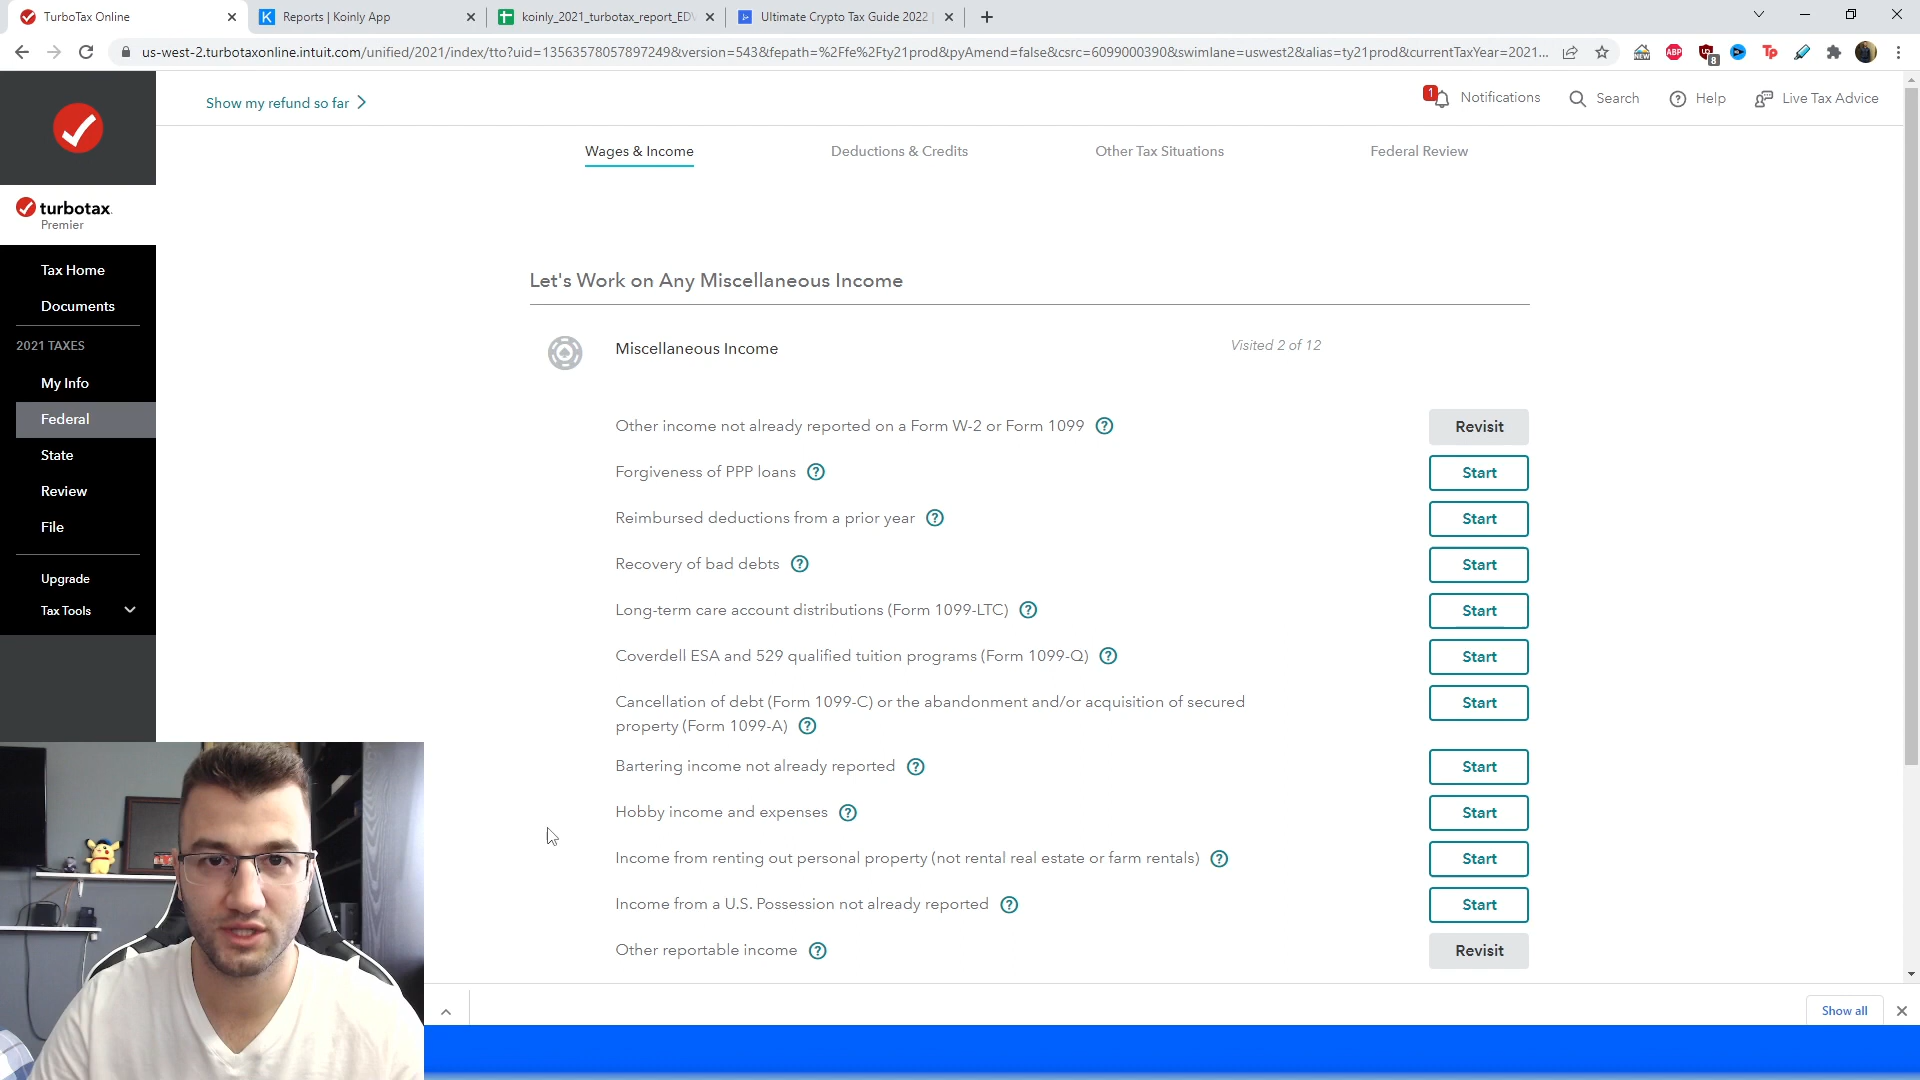 TurboTax Online
Reports | Koinly App
koinly_2021_turbotax_report_EDV
Ultimate Crypto Tax Guide 2022
us-west-2.turbotaxonline.intuit.com/unified/2021/index/tto?uid=13563578057897249&version=543&fepath=%2Ffe%2Fty21prod&pyAmend=false&csrc=6099000390&swimlane=uswest2&alias=ty21prod&currentTaxYear=2021...
NEW
ABP
8
Tp
Show my refund so far
1
Notifications
Search
Help
Live Tax Advice
Wages & Income
Deductions & Credits
Other Tax Situations
Federal Review
turbotax
Premier
Tax Home
Documents
2021 TAXES
My Info
Federal
State
Review
File
Upgrade
Tax Tools
Let's Work on Any Miscellaneous Income
Miscellaneous Income
Visited 2 of 12
Other income not already reported on a Form W-2 or Form 1099 ?
Revisit
Forgiveness of PPP loans ?
Start
Reimbursed deductions from a prior year ?
Start
Recovery of bad debts ?
Start
Long-term care account distributions (Form 1099-LTC) ?
Start
Coverdell ESA and 529 qualified tuition programs (Form 1099-Q) ?
Start
Cancellation of debt (Form 1099-C) or the abandonment and/or acquisition of secured
property (Form 1099-A) ?
Start
Bartering income not already reported ?
Start
Hobby income and expenses ?
Start
Income from renting out personal property (not rental real estate or farm rentals) ?
Start
Income from a U.S. Possession not already reported ?
Start
Other reportable income ?
Revisit
Show all